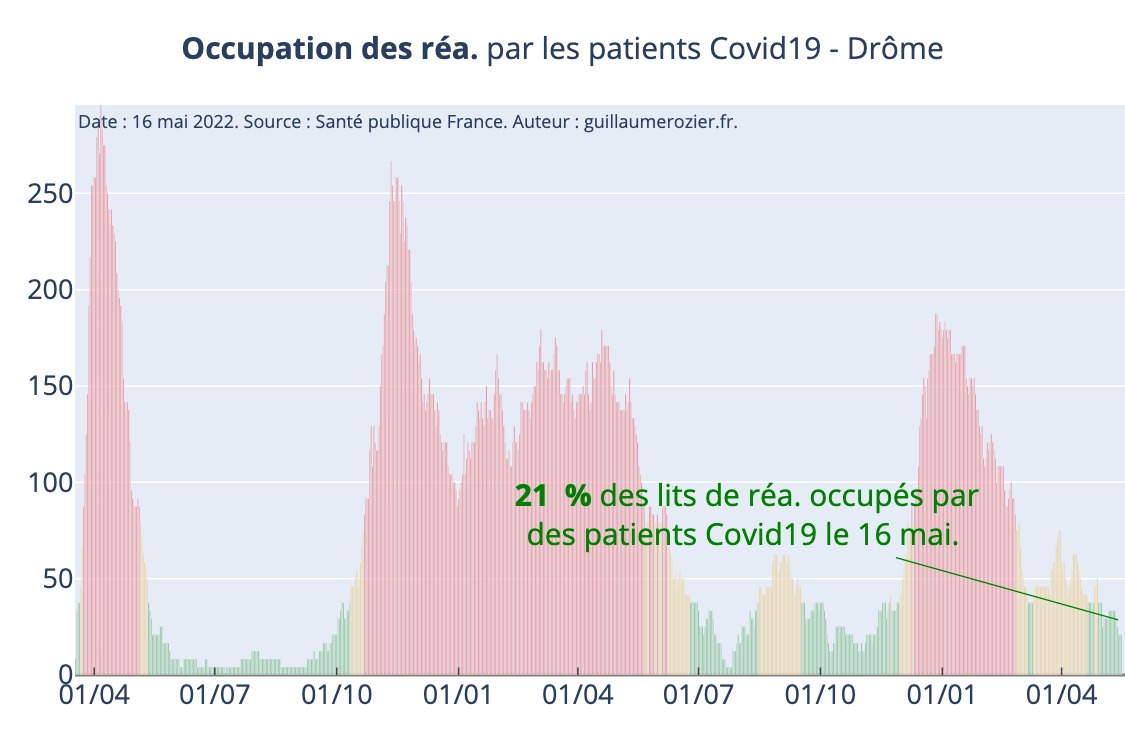 Occupation des réa. par les patients Covid19 - Drôme
Date : 16 mai 2022. Source : Santé publique France. Auteur : guillaumerozier.fr.
250
200
150
100
50
0
21 % des lits de réa. occupés par
des patients Covid19 le 16 mai.
01/04 01/07 01/10 01/01 01/04 01/07 01/10 01/01 01/04